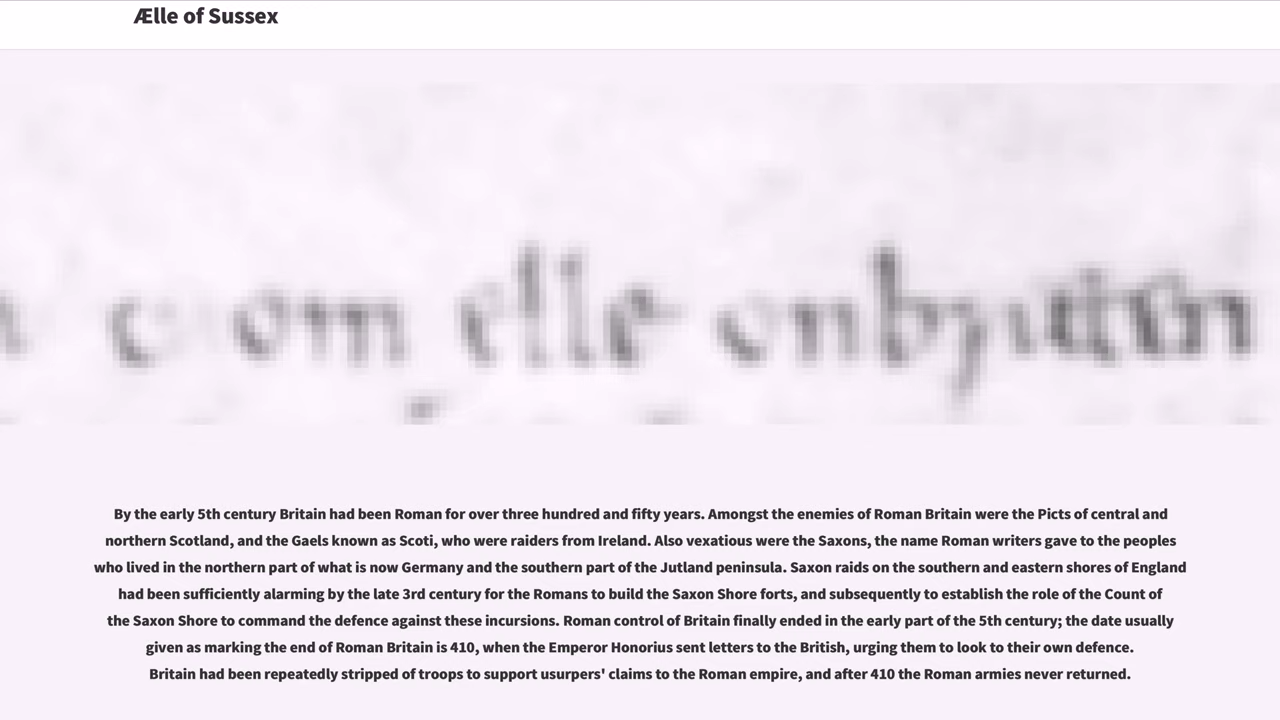 Ælle of Sussex
com elle on
By the early 5th century Britain had been Roman for over three hundred and fifty years. Amongst the enemies of Roman Britain were the Picts of central and
northern Scotland, and the Gaels known as Scoti, who were raiders from Ireland. Also vexatious were the Saxons, the name Roman writers gave to the peoples
who lived in the northern part of what is now Germany and the southern part of the Jutland peninsula. Saxon raids on the southern and eastern shores of England
had been sufficiently alarming by the late 3rd century for the Romans to build the Saxon Shore forts, and subsequently to establish the role of the Count of
the Saxon Shore to command the defence against these incursions. Roman control of Britain finally ended in the early part of the 5th century; the date usually
given as marking the end of Roman Britain is 410, when the Emperor Honorius sent letters to the British, urging them to look to their own defence.
Britain had been repeatedly stripped of troops to support usurpers' claims to the Roman empire, and after 410 the Roman armies never returned.